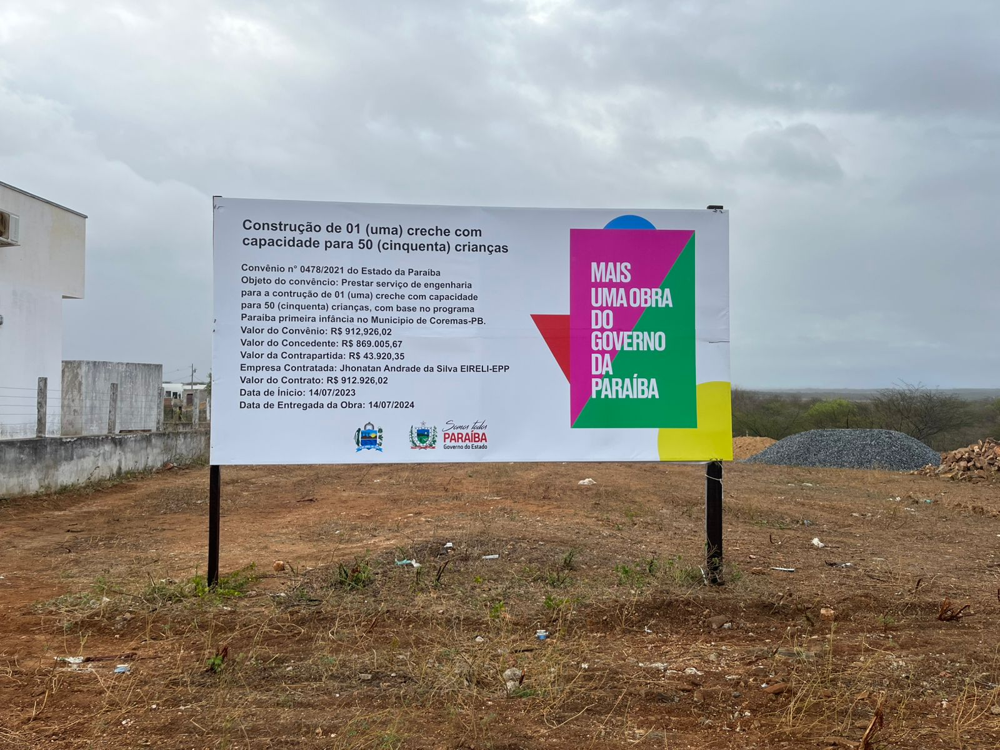 Construção de 01 (uma) creche com
capacidade para 50 (cinquenta) crianças
Convênio n° 0478/2021 do Estado da Paraíba
Objeto do convêncio: Prestar serviço de engenharia
para a contrução de 01 (uma) creche com capacidade
para 50 (cinquenta) crianças, com base no programa
Paraiba primeira infância no Municipio de Coremas-PB.
Valor do Convênio: R$ 912,926,02
Valor do Concedente: R$ 869.005,67
Valor da Contrapartida: R$ 43.920,35
Empresa Contratada: Jhonatan Andrade da Silva EIRELI-EPP
Valor do Contrato: R$ 912.926,02
Data de Ínicio: 14/07/2023
Data de Entregada da Obra: 14/07/2024
Somos todos
PARAÍBA
Governo do Estado
MAIS
UMA OBRA
DO
GOVERNO
DA
PARAÍBA